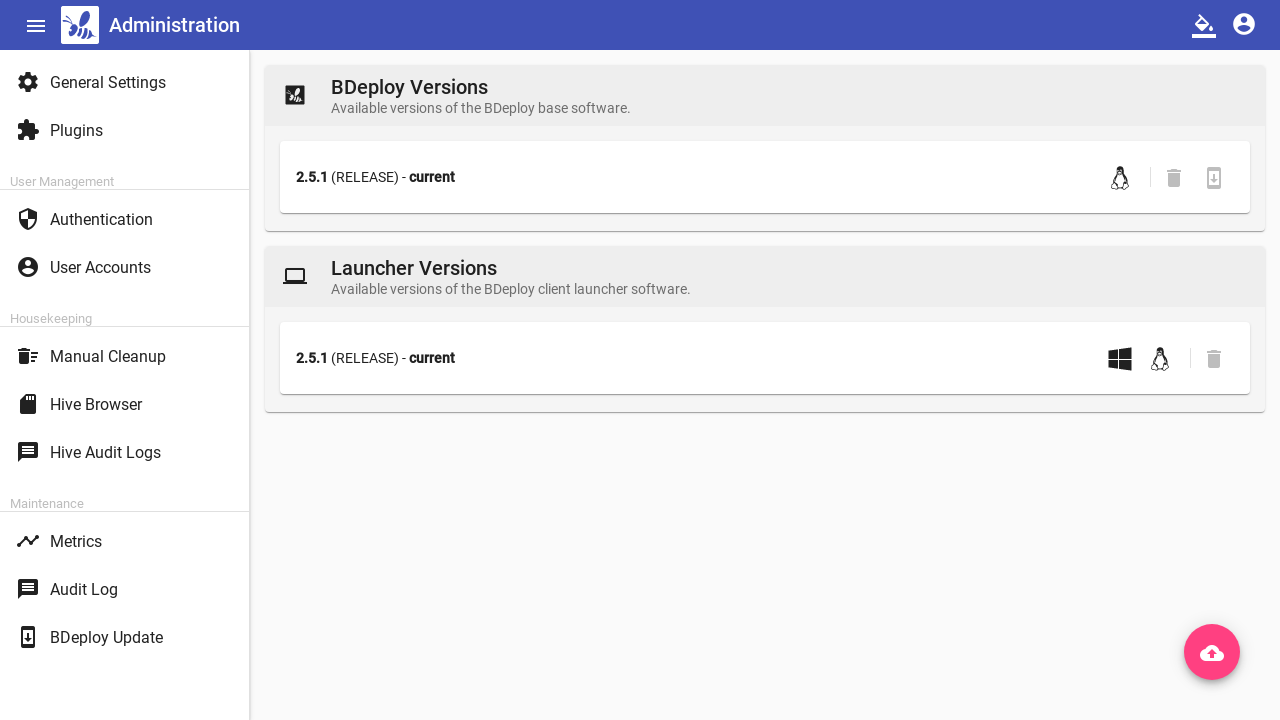 Administration
General Settings
Plugins
User Management
Authentication
User Accounts
Housekeeping
Manual Cleanup
Hive Browser
Hive Audit Logs
Maintenance
Metrics
Audit Log
BDeploy Update
BDeploy Versions
Available versions of the BDeploy base software.
2.5.1 (RELEASE) - current
Launcher Versions
Available versions of the BDeploy client launcher software.
2.5.1 (RELEASE) - current